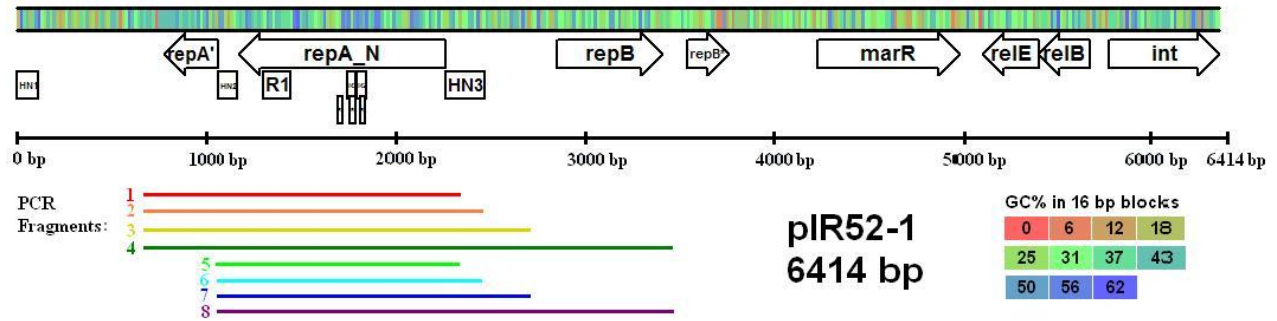 repA' repA_N repB repB* marR relE relB int
HN1 HN2 R1 HN3
0 bp 1000 bp 2000 bp 3000 bp 4000 bp 5000 bp 6000 bp 6414 bp
PCR
Fragments:
1
2
3
4
5
6
7
8
pIR52-1
6414 bp
GC% in 16 bp blocks
0 6 12 18
25 31 37 43
50 56 62